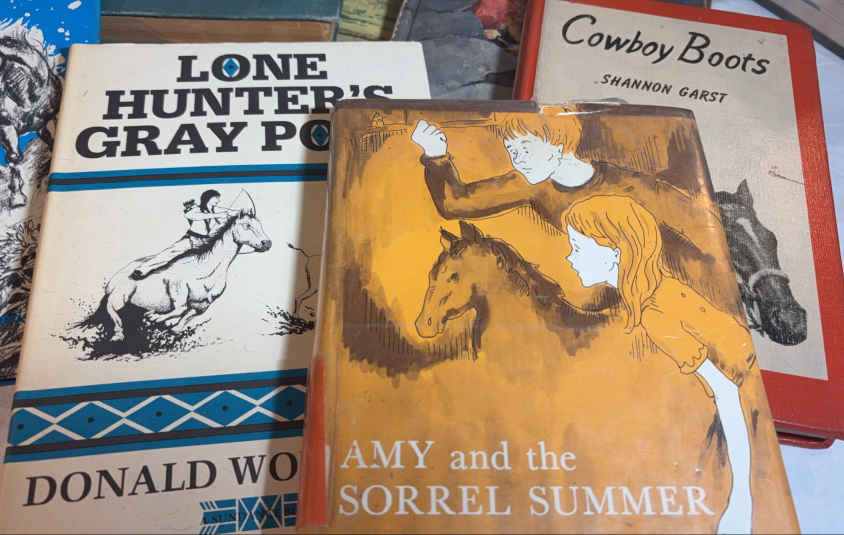 LONE
HUNTER'S
GRAY PO
DONALD WO
Cowboy Boots
SHANNON GARST
AMY and the
SORREL SUMMER